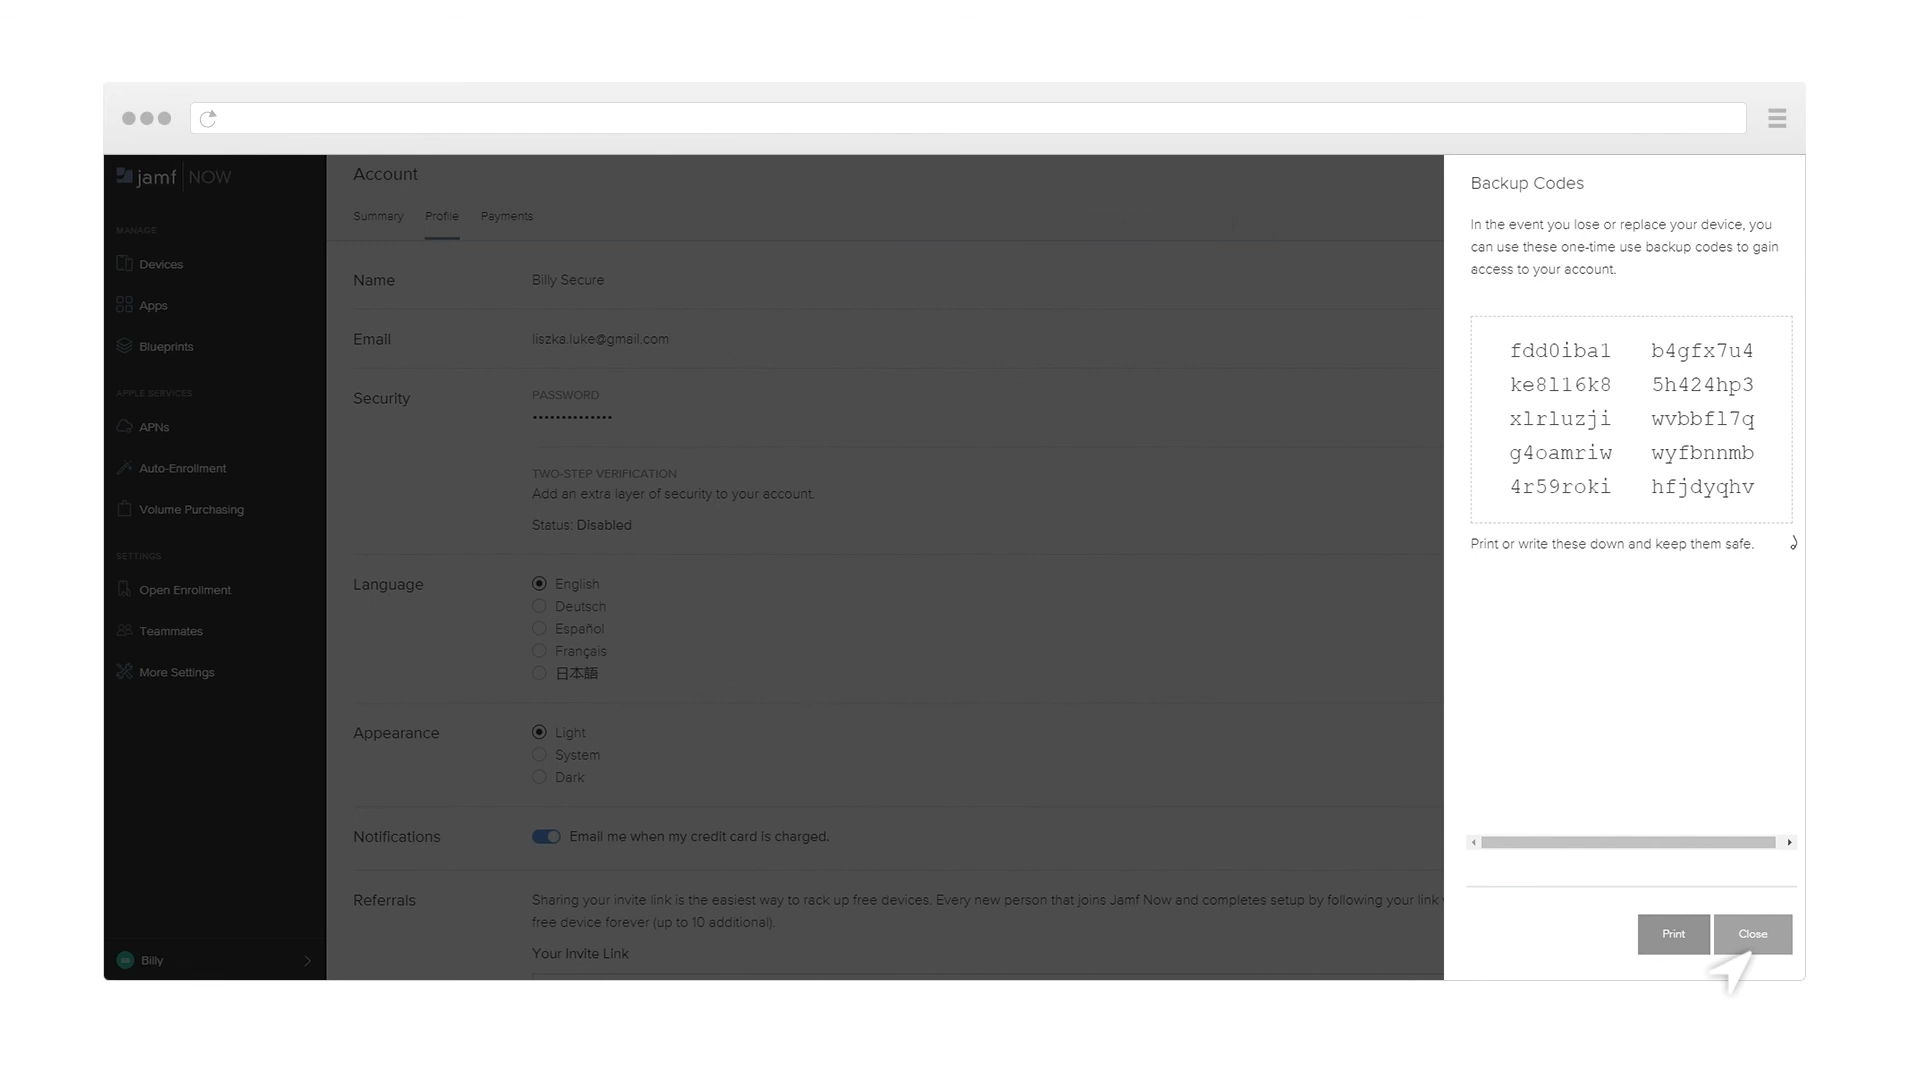 jamf NOW
MANAGE
Devices
Apps
Blueprints
APPLE SERVICES
APNs
Auto-Enrollment
Volume Purchasing
SETTINGS
Open Enrollment
Teammates
More Settings
Billy
Account
Summary Profile Payments
Name Billy Secure
Email liszka.luke@gmail.com
Security PASSWORD
••••••••••••••
TWO-STEP VERIFICATION
Add an extra layer of security to your account.
Status: Disabled
Language English
Deutsch
Español
Français
日本語
Appearance Light
System
Dark
Notifications Email me when my credit card is charged.
Referrals Sharing your invite link is the easiest way to rack up free devices. Every new person that joins Jamf Now and completes setup by following your link
free device forever (up to 10 additional).
Your Invite Link
Backup Codes
In the event you lose or replace your device, you
can use these one-time use backup codes to gain
access to your account.
fdd0iba1 b4gfx7u4
ke8l16k8 5h424hp3
xlrluzji wvbbfl7q
g4oamriw wyfbnnmb
4r59roki hfjdyqhv
Print or write these down and keep them safe.
Print Close